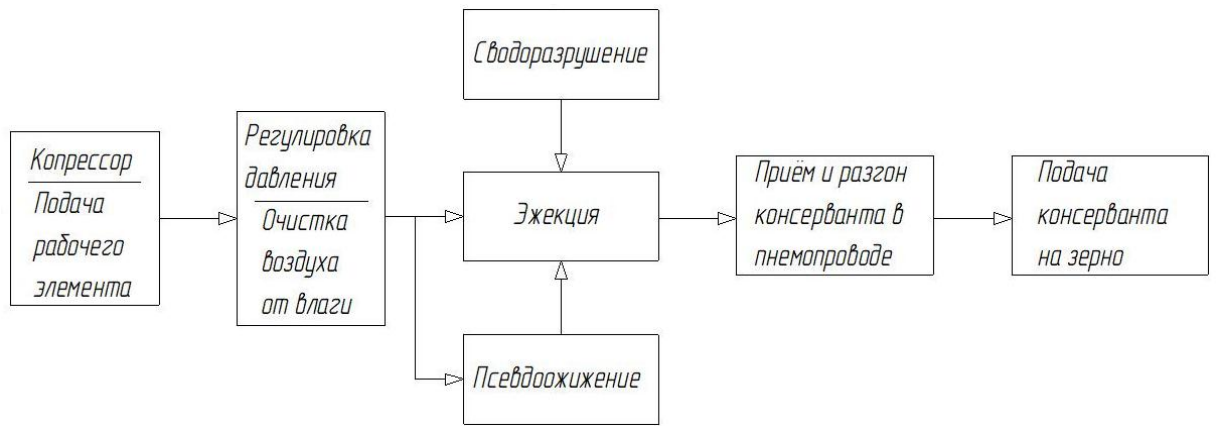 Сводоразрушение
Копрессор
Подача
рабочего
элемента
Регулировка
давления
Очистка
воздуха
от влаги
Эжекция
Псевдоожижение
Приём и разгон
консерванта в
пнемопроводе
Подача
консерванта
на зерно